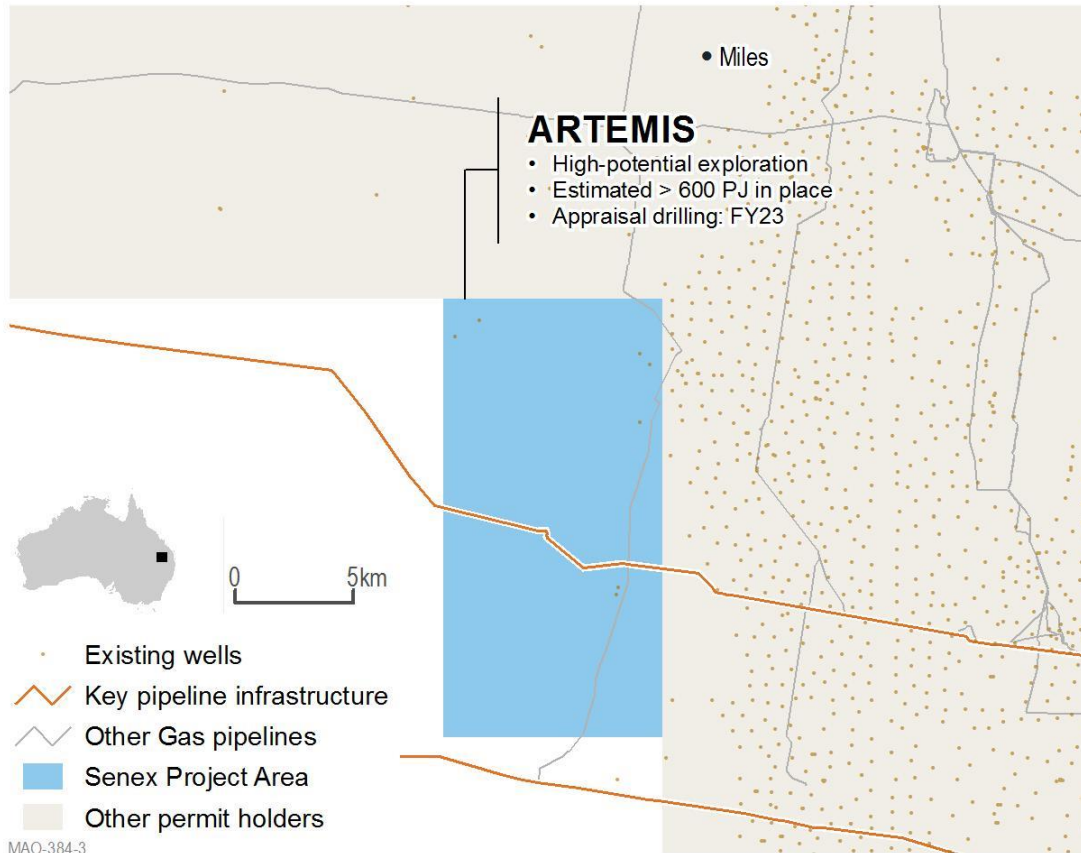 Miles
ARTEMIS
• High-potential exploration
• Estimated > 600 PJ in place
• Appraisal drilling: FY23
0 5km
Existing wells
Key pipeline infrastructure
Other Gas pipelines
Senex Project Area
Other permit holders
MAO-384-3